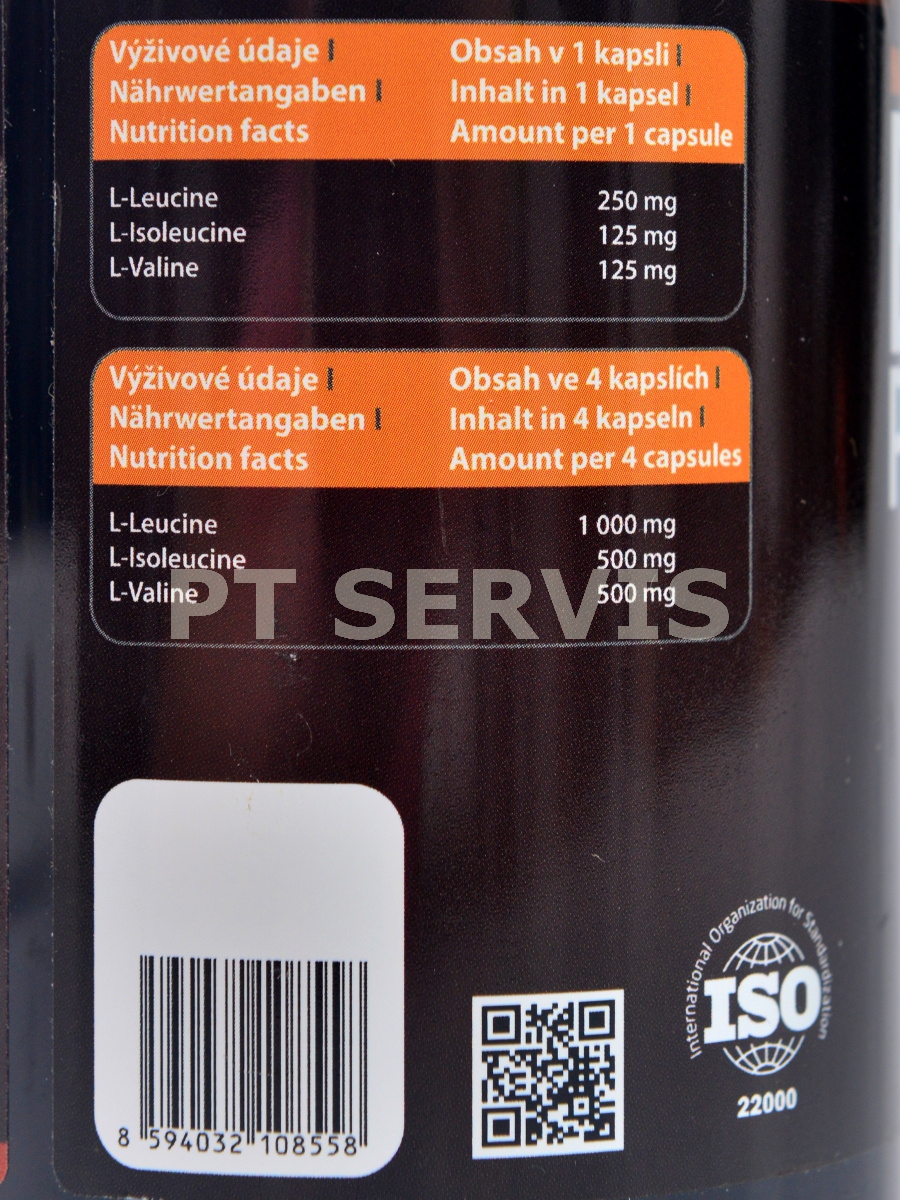 Výživové údaje |
Nährwertangaben |
Nutrition facts
Obsah v 1 kapsli |
Inhalt in 1 kapsel |
Amount per 1 capsule
L-Leucine 250 mg
L-Isoleucine 125 mg
L-Valine 125 mg
Výživové údaje |
Nährwertangaben |
Nutrition facts
Obsah ve 4 kapslích |
Inhalt in 4 kapseln |
Amount per 4 capsules
L-Leucine 1 000 mg
L-Isoleucine 500 mg
L-Valine 500 mg
PT SERVIS
8 594032 108558
International Organization for Standardization
ISO
22000